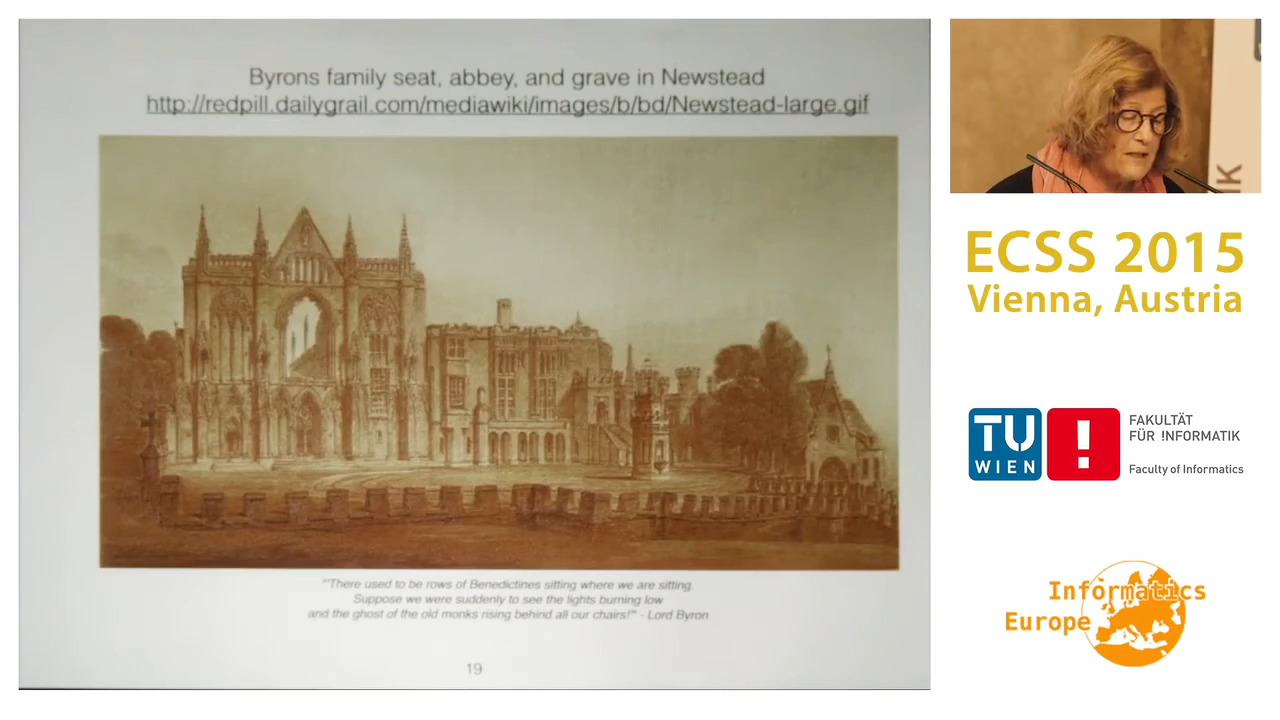 Byrons family seat, abbey, and grave in Newstead
http://redpill.dailygrail.com/mediawiki/images/b/bd/Newstead-large.gif
"'There used to be rows of Benedictines sitting where we are sitting.
Suppose we were suddenly to see the lights burning low
and the ghost of the old monks rising behind all our chairs!'" - Lord Byron
19
IK
ECSS 2015
Vienna, Austria
TU
WIEN
!
FAKULTÄT
FÜR !NFORMATIK
Faculty of Informatics
Informatics
Europe